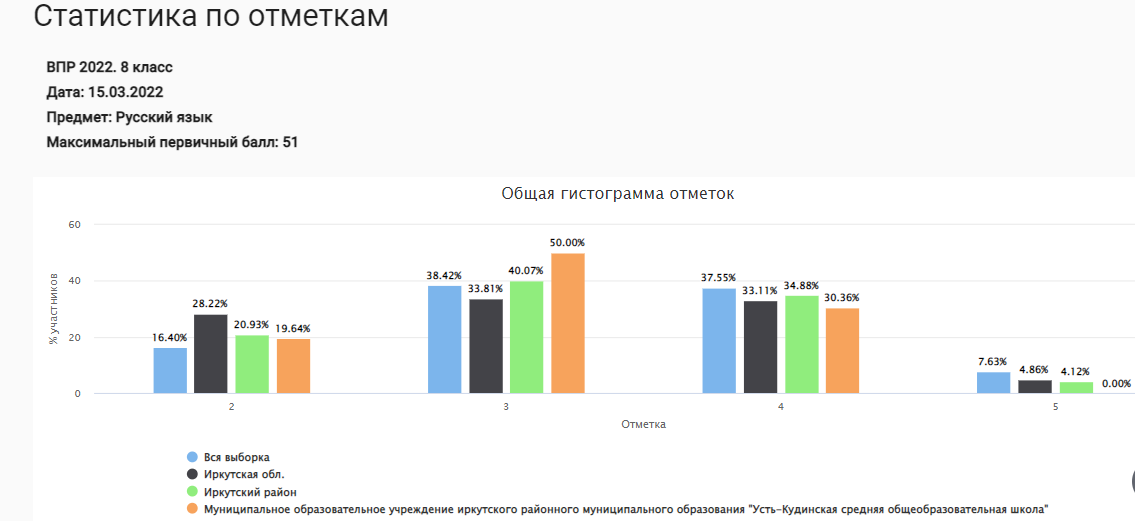 Статистика по отметкам
ВПР 2022. 8 класс
Дата: 15.03.2022
Предмет: Русский язык
Максимальный первичный балл: 51
Общая гистограмма отметок
% участников
60
40
20
0
16.40% 28.22% 20.93% 19.64%
38.42% 33.81% 40.07% 50.00%
37.55% 33.11% 34.88% 30.36%
7.63% 4.86% 4.12% 0.00%
2 3 4 5
Отметка
Вся выборка
Иркутская обл.
Иркутский район
Муниципальное образовательное учреждение иркутского районного муниципального образования "Усть-Кудинская средняя общеобразовательная школа"